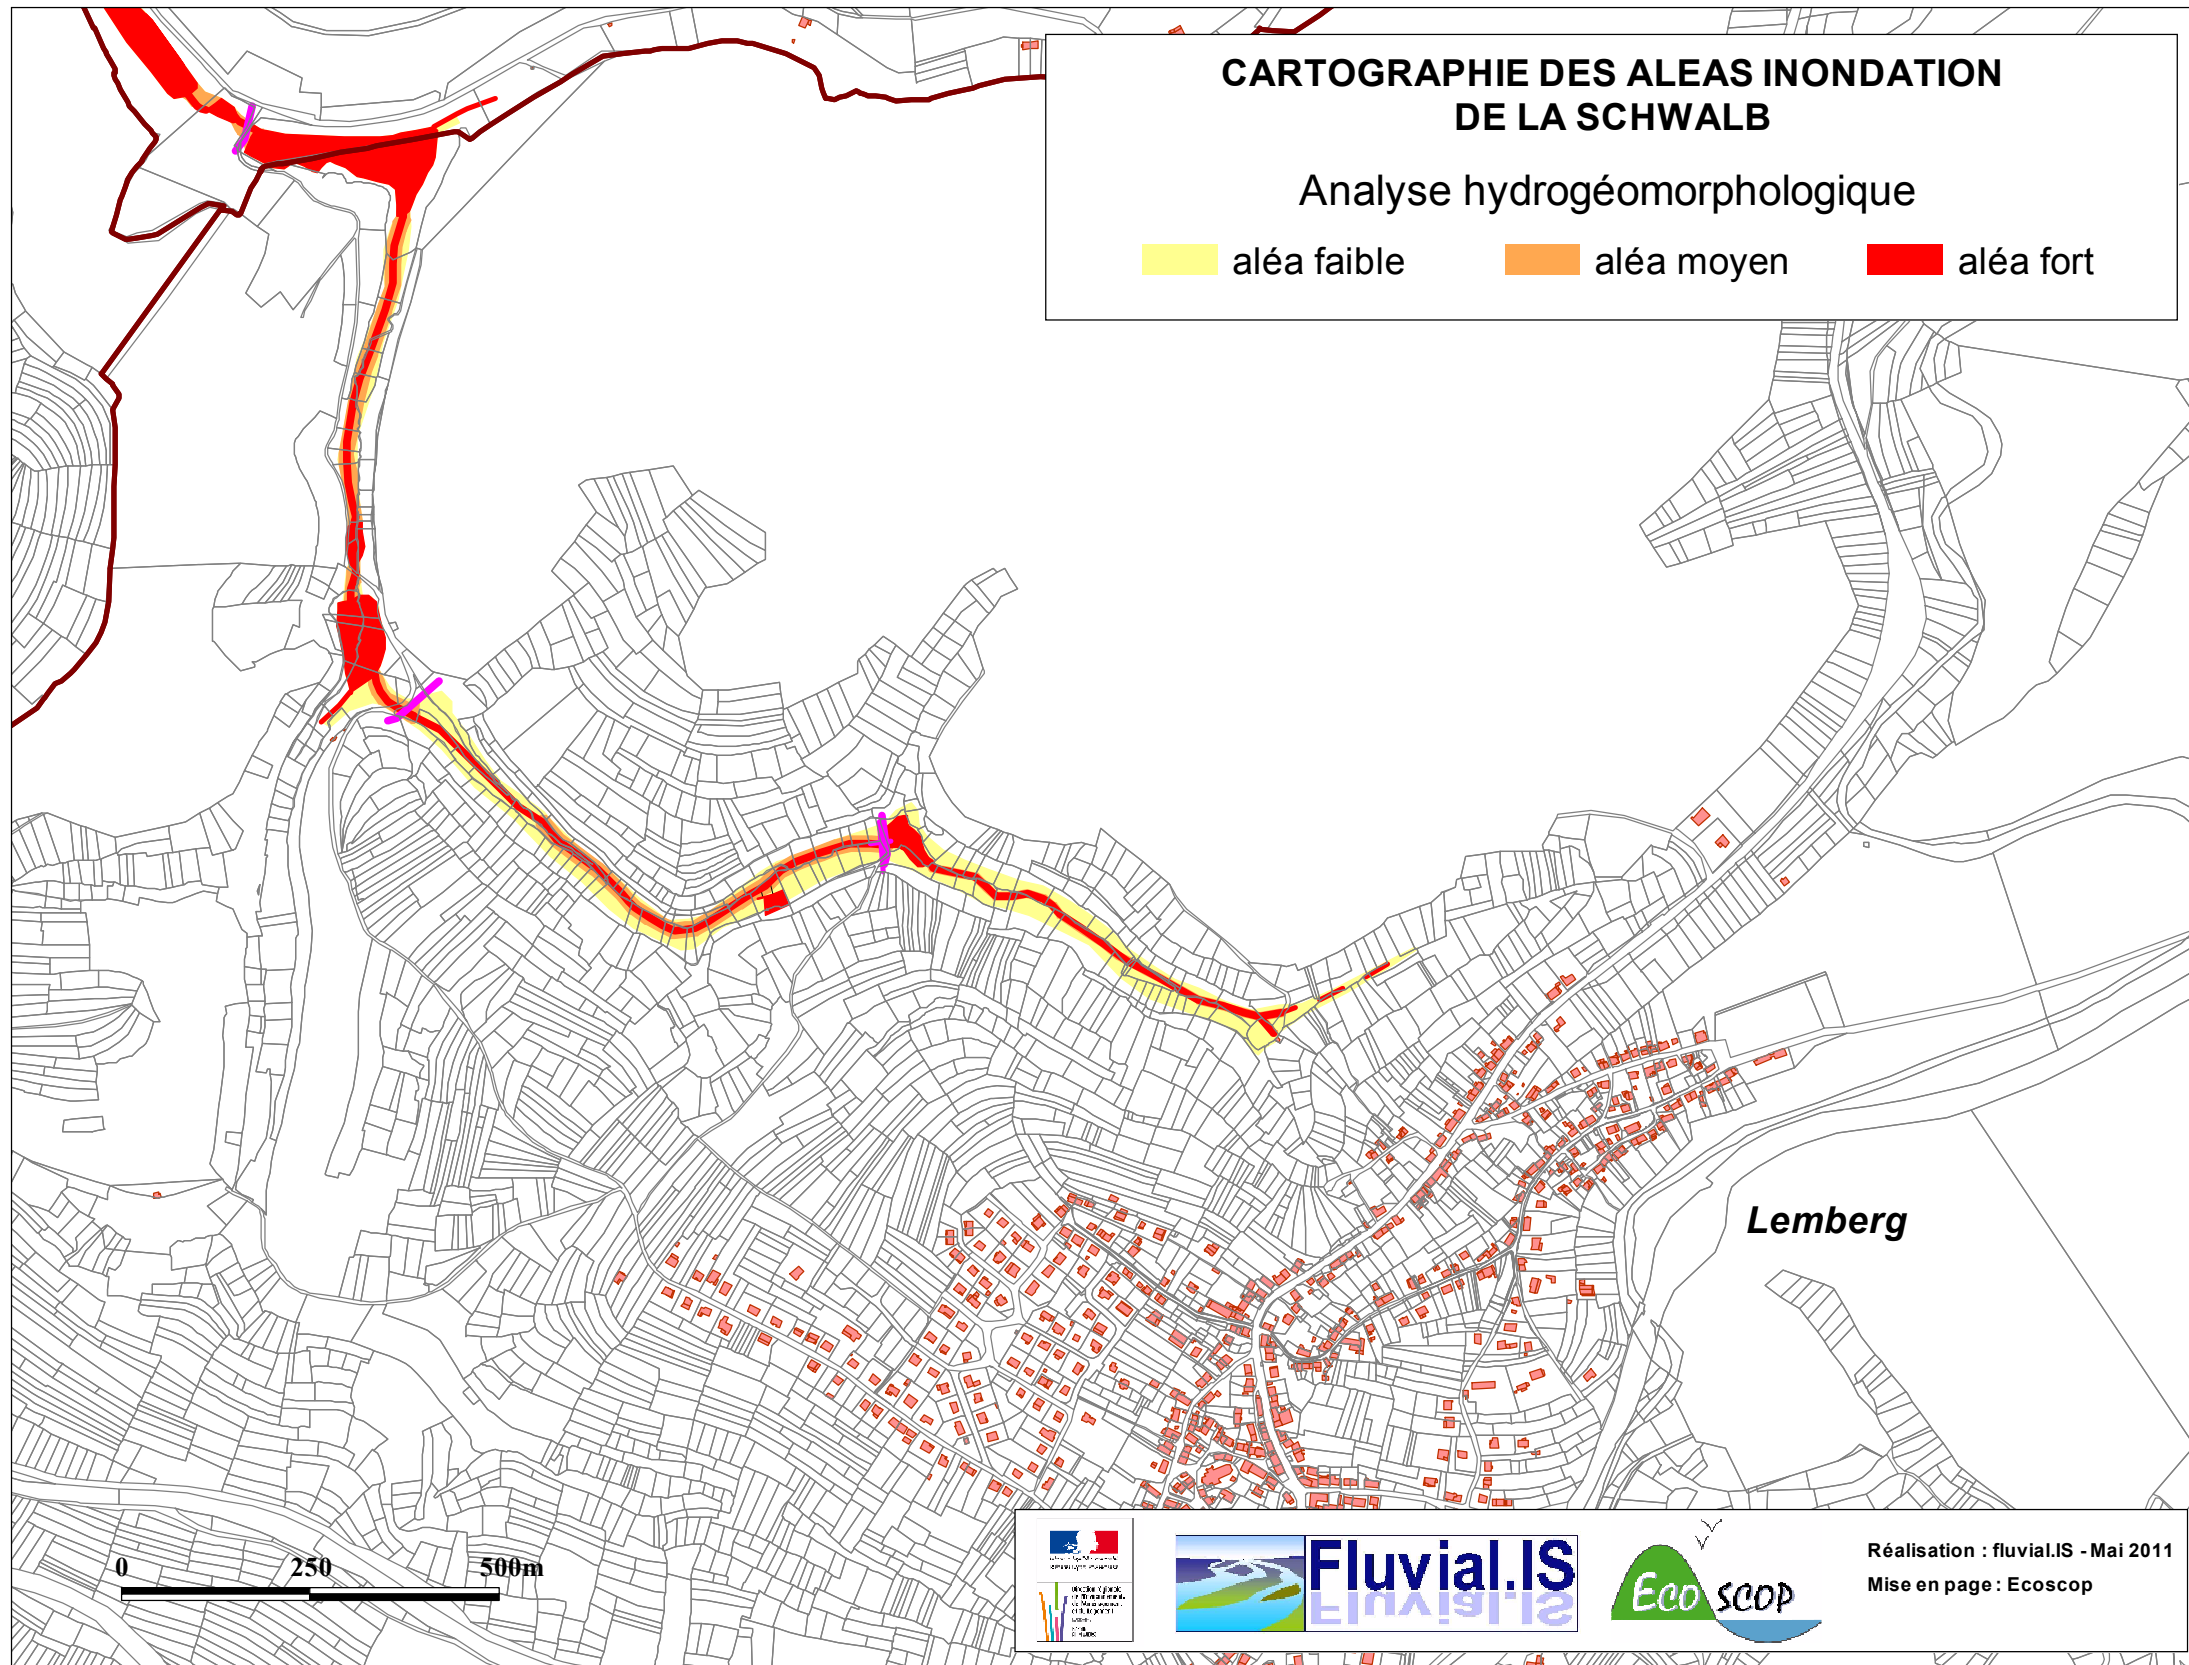 CARTOGRAPHIE DES ALEAS INONDATION
DE LA SCHWALB
Analyse hydrogéomorphologique
aléa faible
aléa moyen
aléa fort
Lemberg
0 250 500m
Fluvial.IS
Eco SCOP
Réalisation : fluvial.IS - Mai 2011
Mise en page : Ecoscop